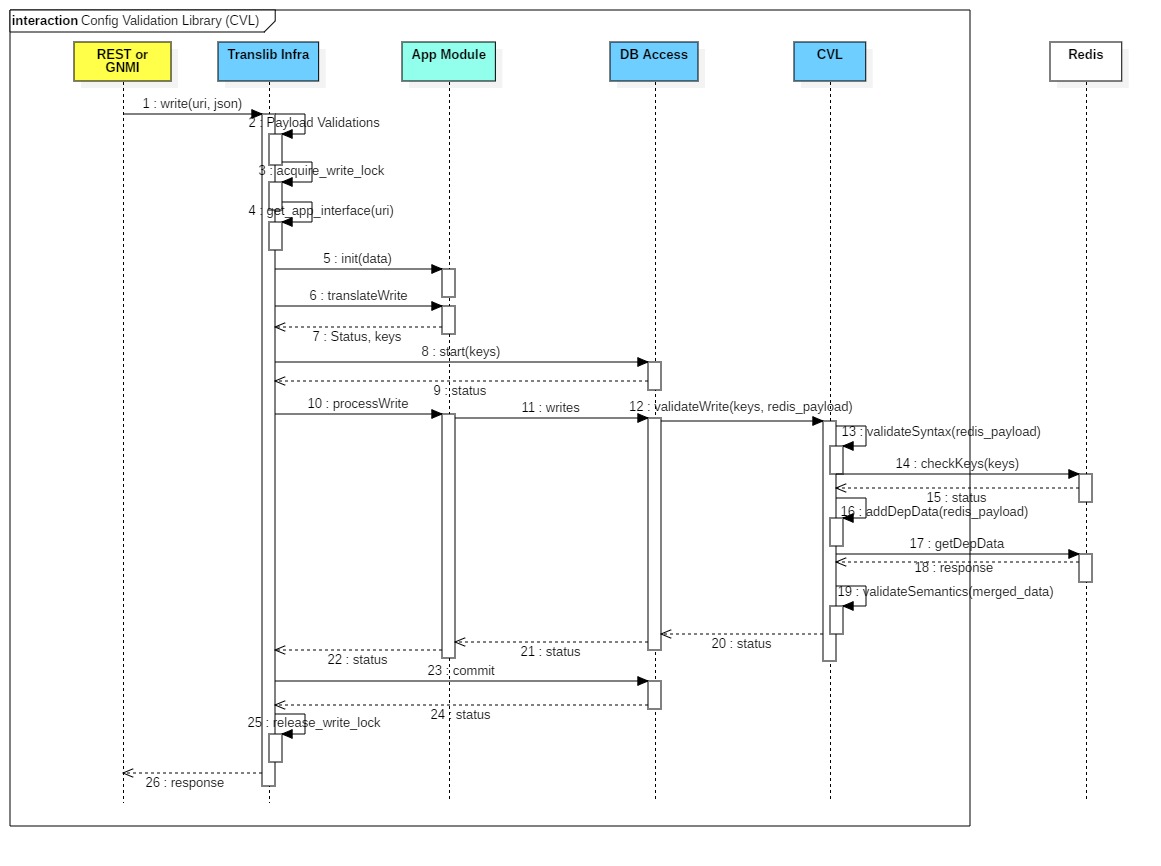 interaction Config Validation Library (CVL)
REST or
GNMI
Translib Infra
App Module
DB Access
CVL
Redis
1 : write(uri, json)
2 : Payload Validations
3 : acquire_write_lock
4 : get_app_interface(uri)
5 : init(data)
6 : translateWrite
7 : Status, keys
8 : start(keys)
9 : status
10 : processWrite
11 : writes
12 : validateWrite(keys, redis_payload)
13 : validateSyntax(redis_payload)
14 : checkKeys(keys)
15 : status
16 : addDepData(redis_payload)
17 : getDepData
18 : response
19 : validateSemantics(merged_data)
20 : status
21 : status
22 : status
23 : commit
24 : status
25 : release_write_lock
26 : response